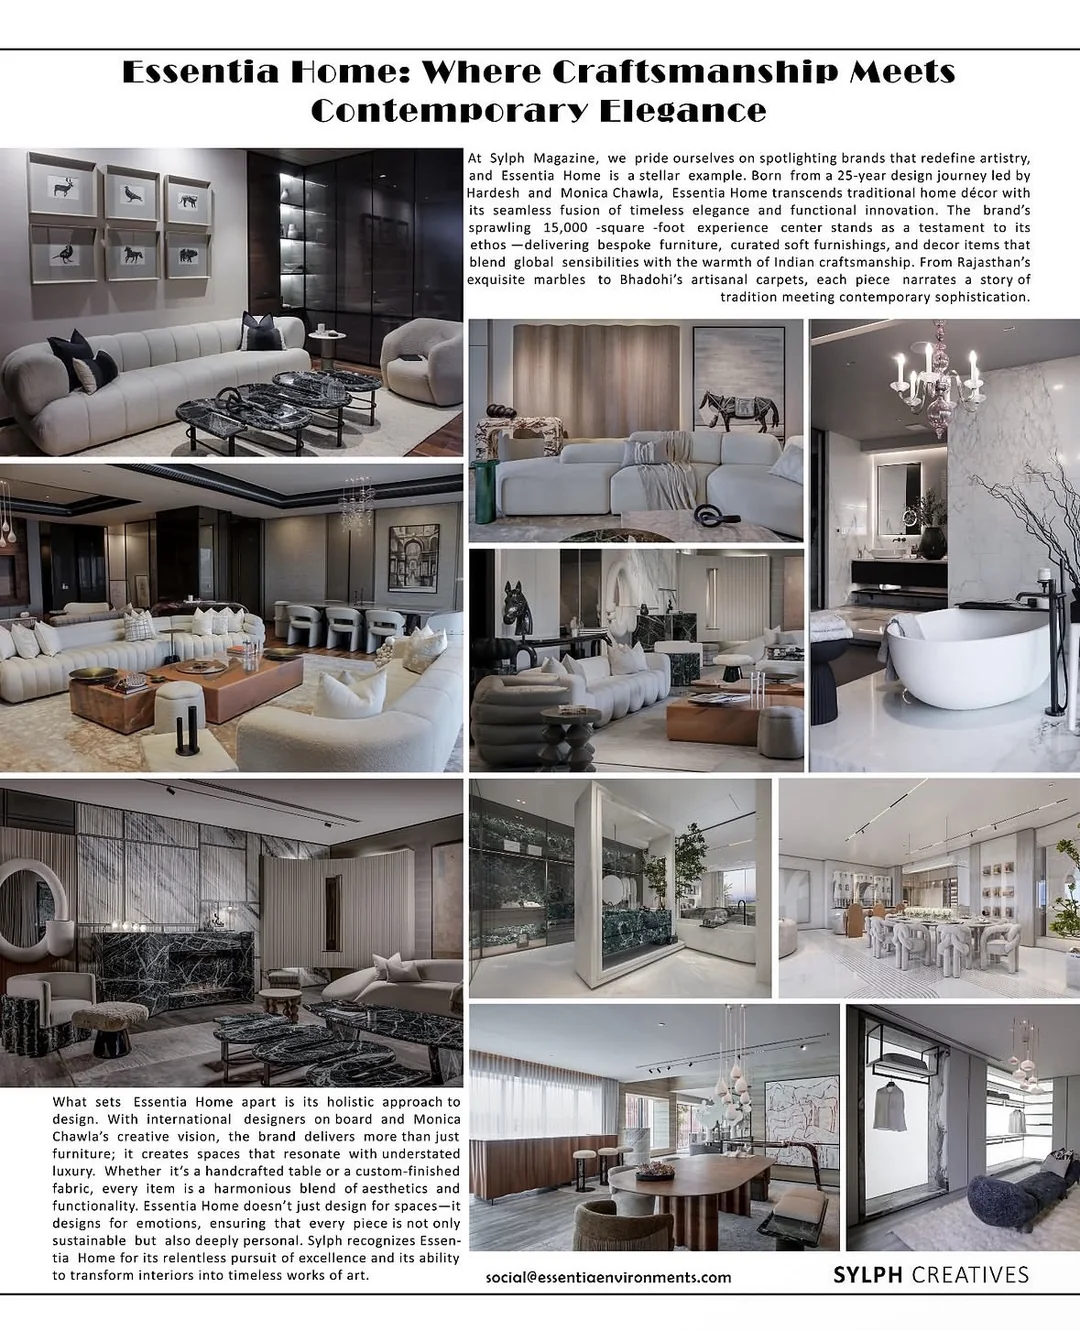 Essentia Home: Where Craftsmanship Meets
Contemporary Elegance
At Sylph Magazine, we pride ourselves on spotlighting brands that redefine artistry,
and Essentia Home is a stellar example. Born from a 25-year design journey led by
Hardesh and Monica Chawla, Essentia Home transcends traditional home décor with
its seamless fusion of timeless elegance and functional innovation. The brand's
sprawling 15,000 -square -foot experience center stands as a testament to its
ethos —delivering bespoke furniture, curated soft furnishings, and decor items that
blend global sensibilities with the warmth of Indian craftsmanship. From Rajasthan's
exquisite marbles to Bhadohi's artisanal carpets, each piece narrates a story of
tradition meeting contemporary sophistication.
What sets Essentia Home apart is its holistic approach to
design. With international designers on board and Monica
Chawla's creative vision, the brand delivers more than just
furniture; it creates spaces that resonate with understated
luxury. Whether it's a handcrafted table or a custom-finished
fabric, every item is a harmonious blend of aesthetics and
functionality. Essentia Home doesn't just design for spaces—it
designs for emotions, ensuring that every piece is not only
sustainable but also deeply personal. Sylph recognizes Essen-
tia Home for its relentless pursuit of excellence and its ability
to transform interiors into timeless works of art.
social@essentiaenvironments.com
SYLPH CREATIVES